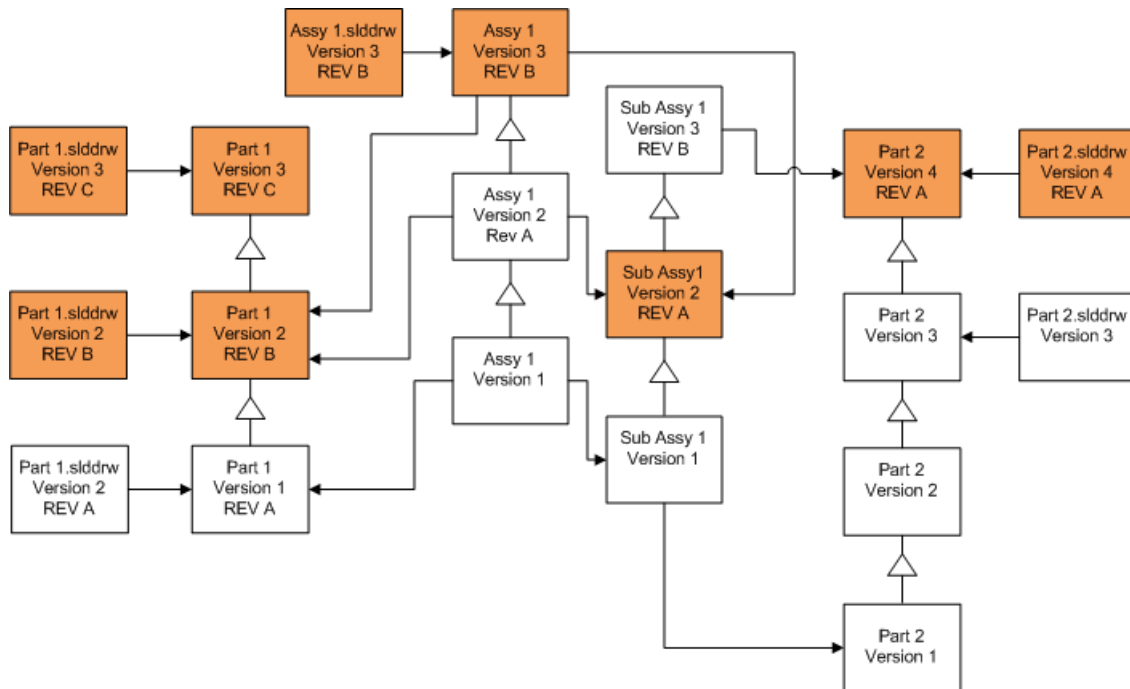 Assy 1.slddrw
Version 3
REV B
Assy 1
Version 3
REV B
Sub Assy 1
Version 3
REV B
Part 1.slddrw
Version 3
REV C
Part 1
Version 3
REV C
Part 2
Version 4
REV A
Part 2.slddrw
Version 4
REV A
Assy 1
Version 2
Rev A
Sub Assy1
Version 2
REV A
Part 1.slddrw
Version 2
REV B
Part 1
Version 2
REV B
Part 2
Version 3
Part 2.slddrw
Version 3
Assy 1
Version 1
Sub Assy 1
Version 1
Part 1.slddrw
Version 2
REV A
Part 1
Version 1
REV A
Part 2
Version 2
Part 2
Version 1